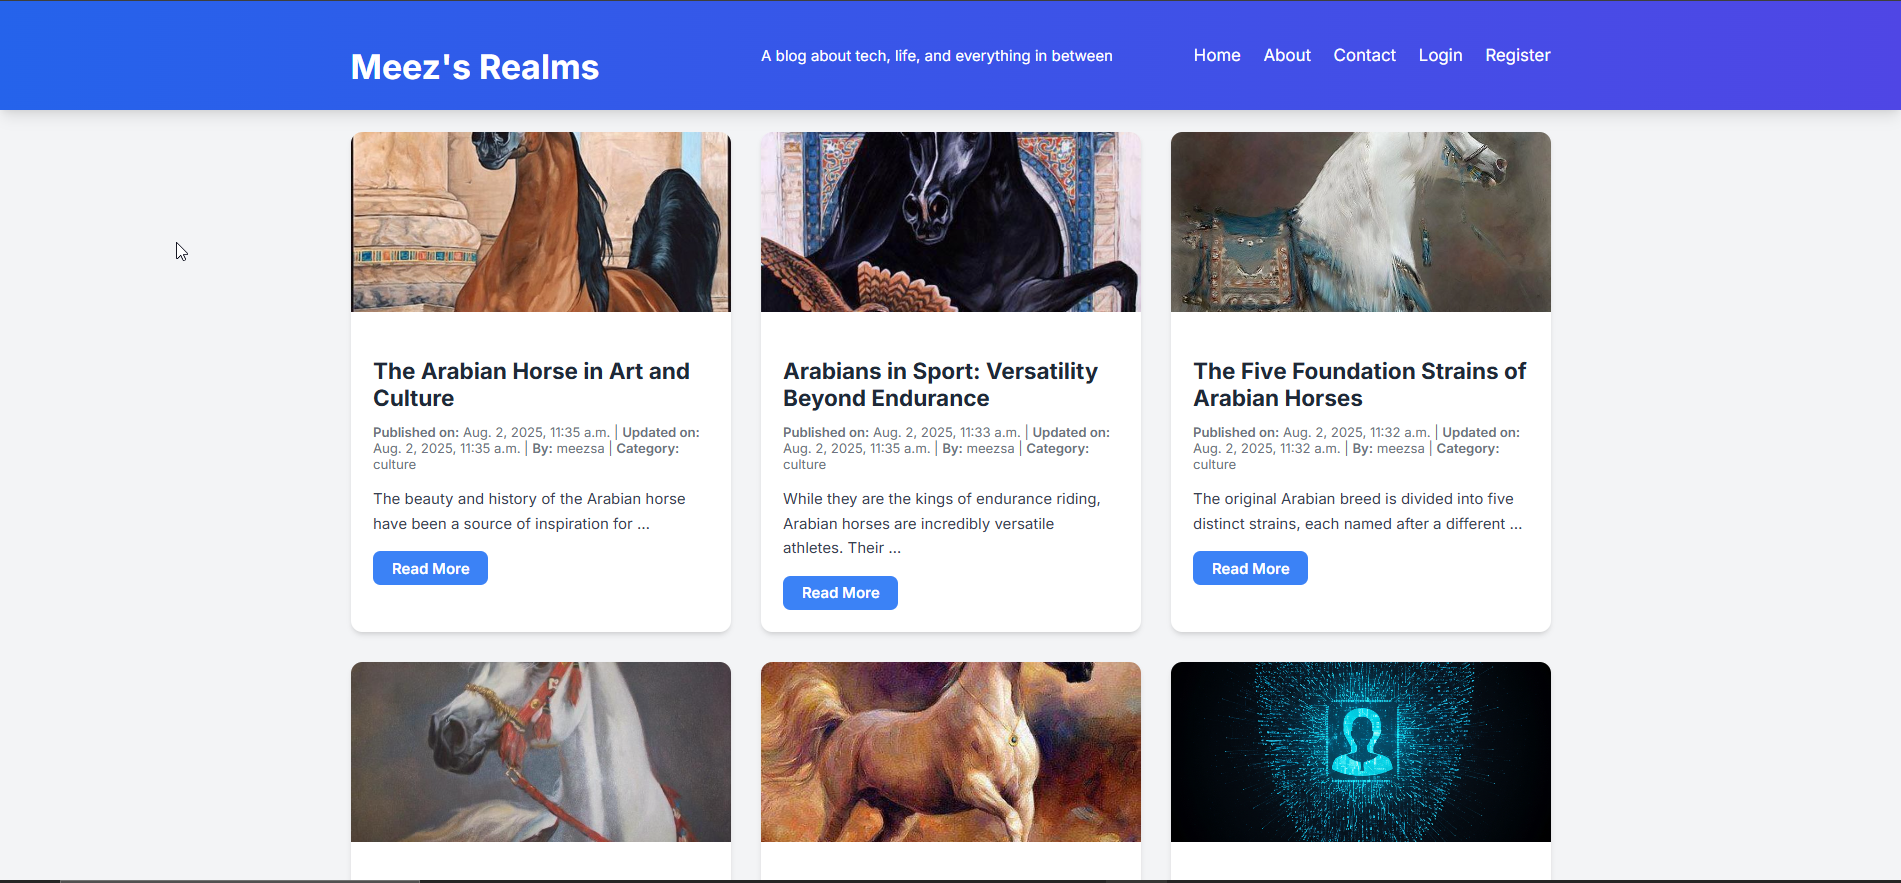 Meez's Realms
A blog about tech, life, and everything in between
Home About Contact Login Register
The Arabian Horse in Art and
Culture
Published on: Aug. 2, 2025, 11:35 a.m. | Updated on:
Aug. 2, 2025, 11:35 a.m. | By: meezsa | Category:
culture
The beauty and history of the Arabian horse
have been a source of inspiration for ...
Read More
Arabians in Sport: Versatility
Beyond Endurance
Published on: Aug. 2, 2025, 11:33 a.m. | Updated on:
Aug. 2, 2025, 11:35 a.m. | By: meezsa | Category:
culture
While they are the kings of endurance riding,
Arabian horses are incredibly versatile
athletes. Their ...
Read More
The Five Foundation Strains of
Arabian Horses
Published on: Aug. 2, 2025, 11:32 a.m. | Updated on:
Aug. 2, 2025, 11:32 a.m. | By: meezsa | Category:
culture
The original Arabian breed is divided into five
distinct strains, each named after a different ...
Read More